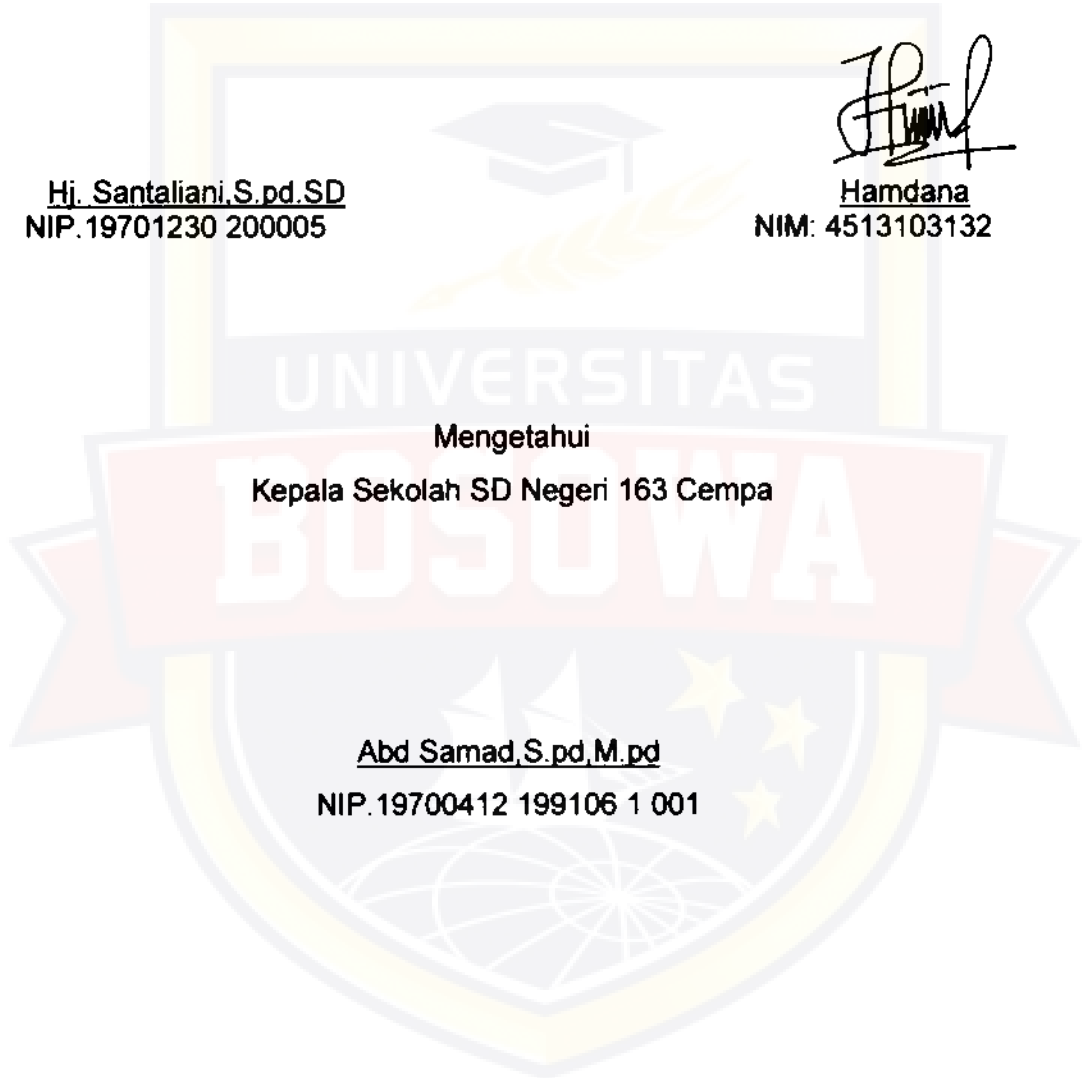 Hj. Santaliani,S.pd.SD
NIP.19701230 200005
Hamdana
NIM: 4513103132
UNIVERSITAS
BOSOWA
Mengetahui
Kepala Sekolah SD Negeri 163 Cempa
Abd Samad,S.pd,M.pd
NIP.19700412 199106 1 001